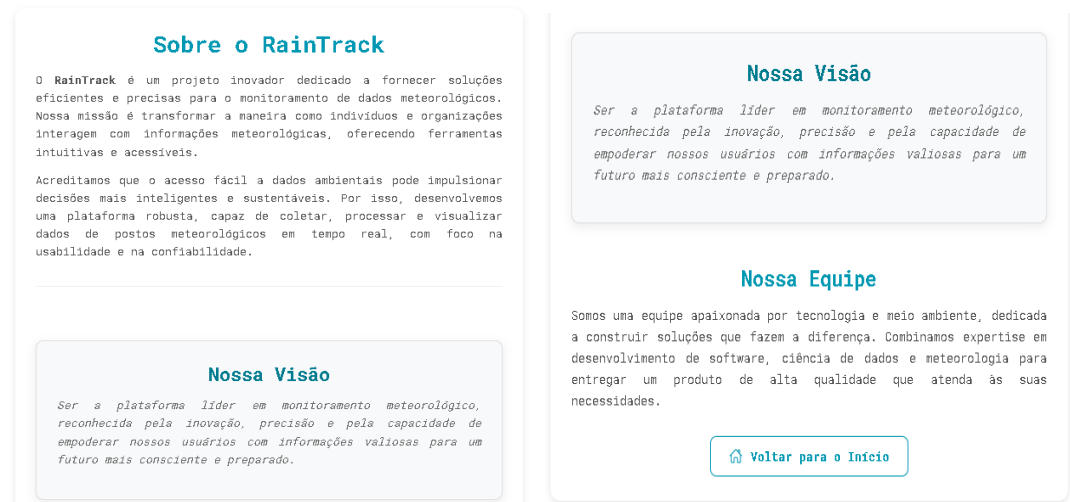 Sobre o RainTrack
O RainTrack é um projeto inovador dedicado a fornecer soluções
eficientes e precisas para o monitoramento de dados meteorológicos.
Nossa missão é transformar a maneira como indivíduos e organizações
interagem com informações meteorológicas, oferecendo ferramentas
intuitivas e acessíveis.
Acreditamos que o acesso fácil a dados ambientais pode impulsionar
decisões mais inteligentes e sustentáveis. Por isso, desenvolvemos
uma plataforma robusta, capaz de coletar, processar e visualizar
dados de postos meteorológicos em tempo real, com foco na
usabilidade e na confiabilidade.
Nossa Visão
Ser a plataforma líder em monitoramento meteorológico,
reconhecida pela inovação, precisão e pela capacidade de
empoderar nossos usuários com informações valiosas para um
futuro mais consciente e preparado.
Nossa Visão
Ser a plataforma líder em monitoramento meteorológico,
reconhecida pela inovação, precisão e pela capacidade de
empoderar nossos usuários com informações valiosas para um
futuro mais consciente e preparado.
Nossa Equipe
Somos uma equipe apaixonada por tecnologia e meio ambiente, dedicada
a construir soluções que fazem a diferença. Combinamos expertise em
desenvolvimento de software, ciência de dados e meteorologia para
entregar um produto de alta qualidade que atenda às suas
necessidades.
Voltar para o Início